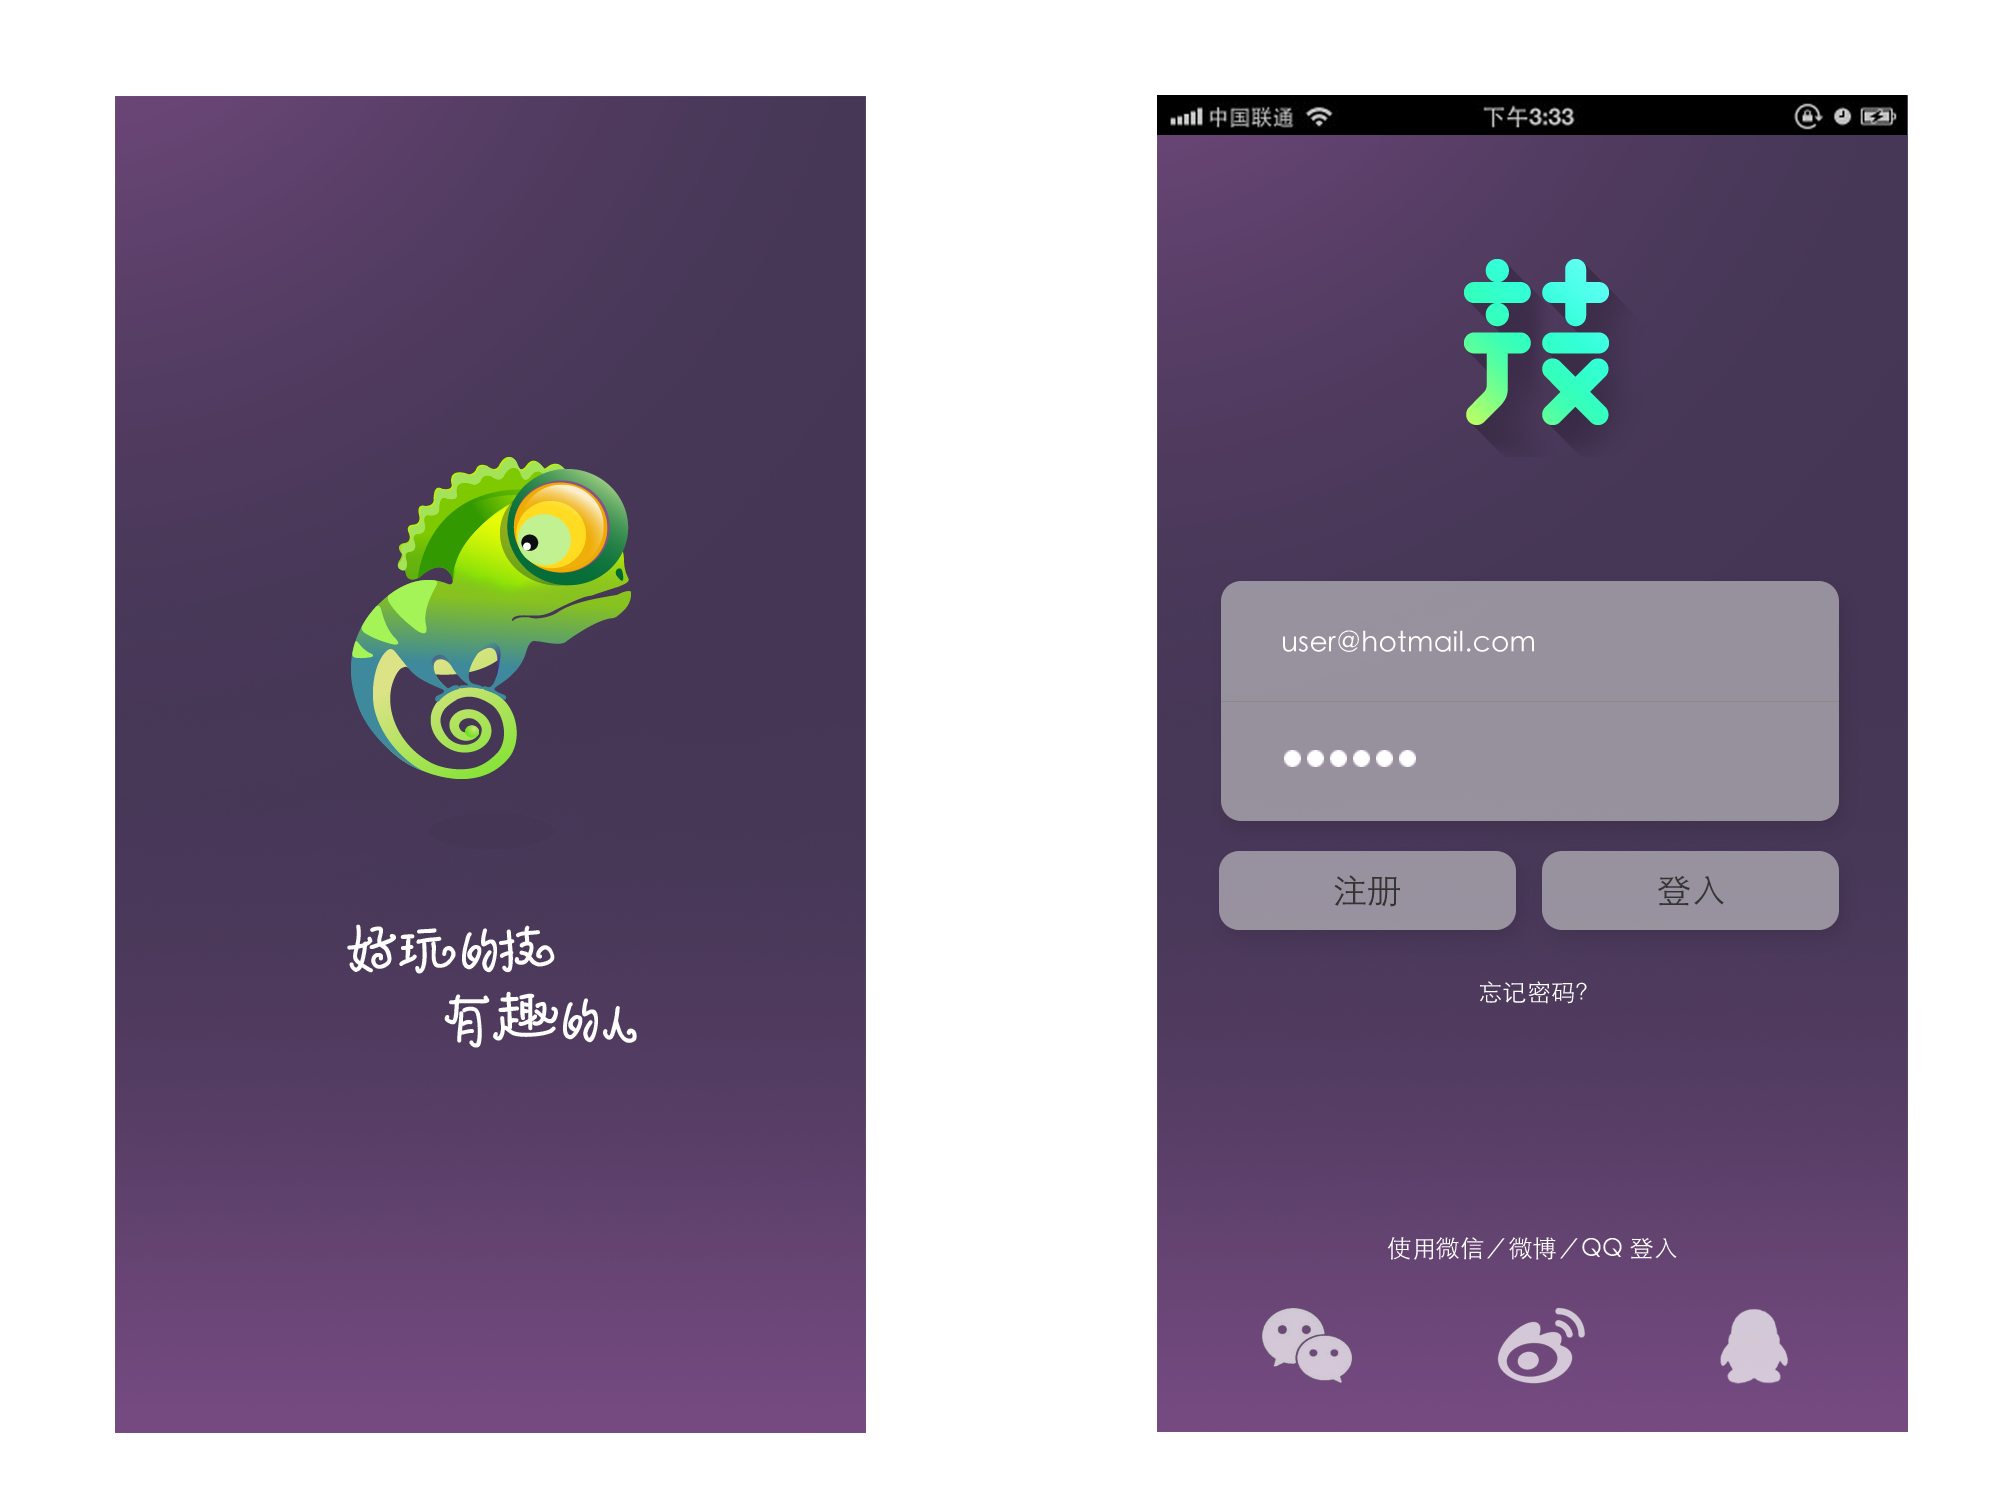 好玩的技
有趣的人
中国联通 下午3:33
技
user@hotmail.com
注册 登入
忘记密码?
使用微信/微博/QQ 登入